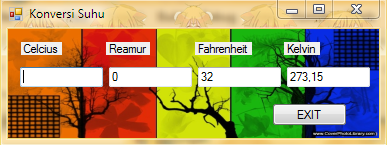 Konversi Suhu
Celcius Reamur Fahrenheit Kelvin
0 32 273,15
EXIT
www.CoverPhotoLibrary.com